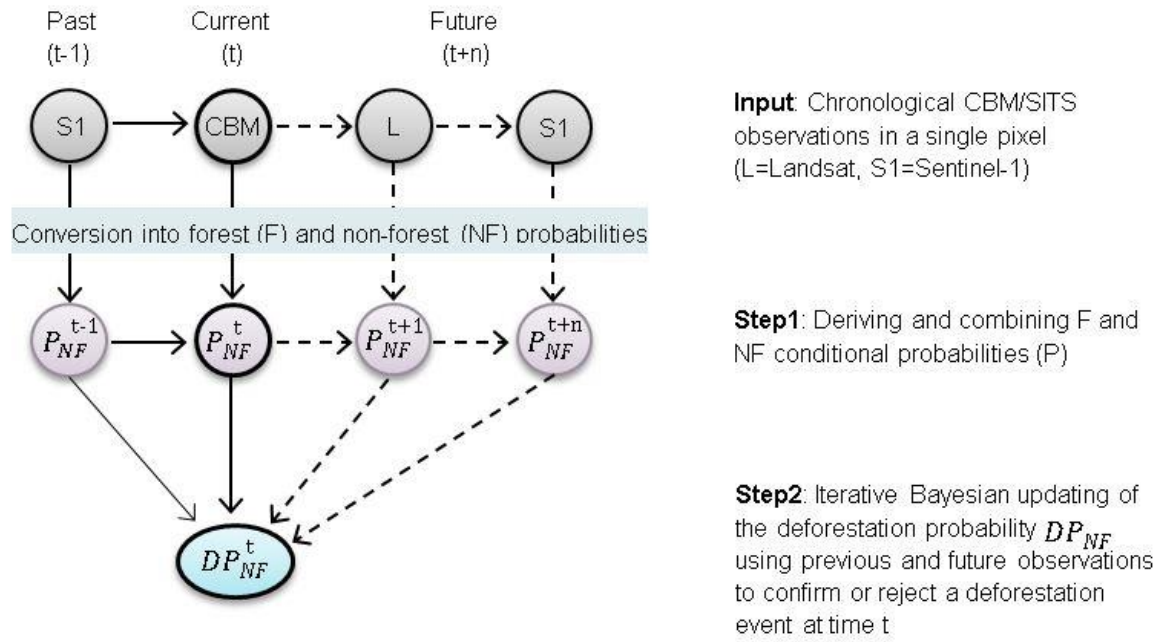 Past Current Future
(t-1) (t) (t+n)
S1 CBM L S1
Input: Chronological CBM/SITS
observations in a single pixel
(L=Landsat, S1=Sentinel-1)
Conversion into forest (F) and non-forest (NF) probabilities
P_NF^t-1 P_NF^t P_NF^t+1 P_NF^t+n
Step1: Deriving and combining F and
NF conditional probabilities (P)
DP_NF^t
Step2: Iterative Bayesian updating of
the deforestation probability DP_NF
using previous and future observations
to confirm or reject a deforestation
event at time t